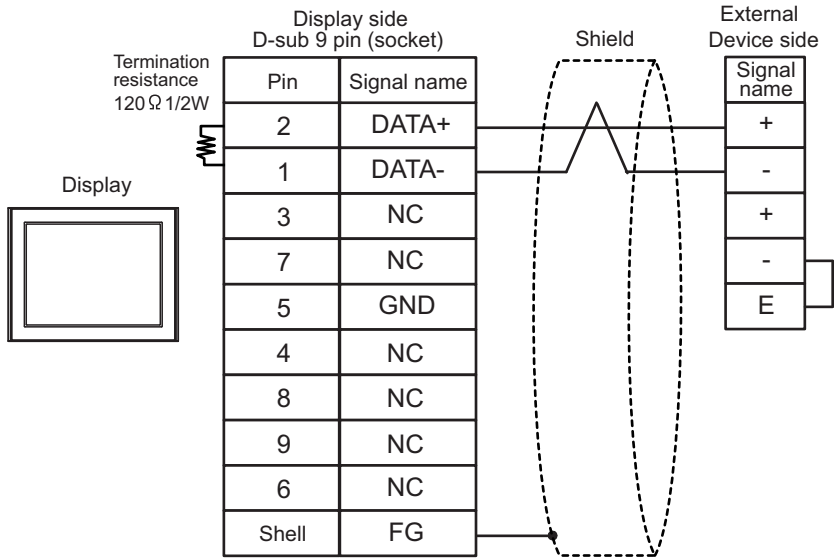 Display side
D-sub 9 pin (socket)
Shield
External
Device side
Termination
resistance
120Ω 1/2W
Display
Pin Signal name
2 DATA+
1 DATA-
3 NC
7 NC
5 GND
4 NC
8 NC
9 NC
6 NC
Shell FG
Signal
name
+
-
+
-
E